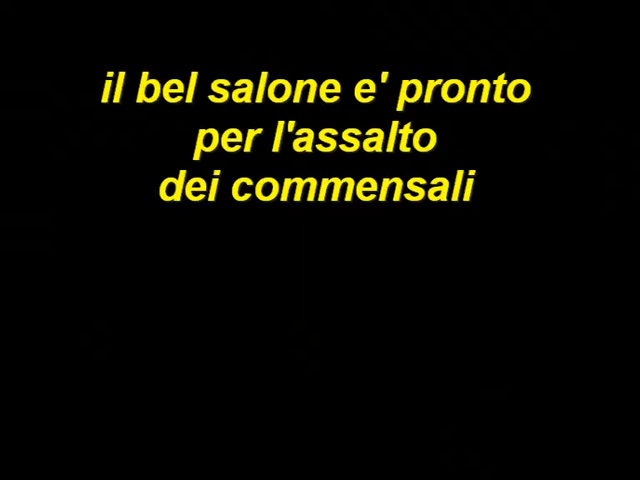 il bel salone e' pronto
per l'assalto
dei commensali